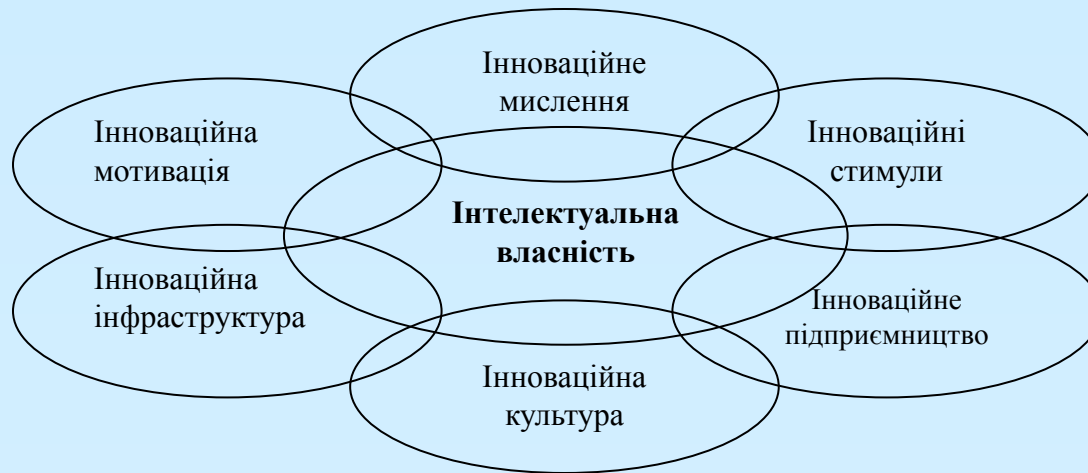 Інноваційне
мислення
Інноваційна
мотивація
Інноваційні
стимули
Інтелектуальна
власність
Інноваційна
інфраструктура
Інноваційне
підприємництво
Інноваційна
культура